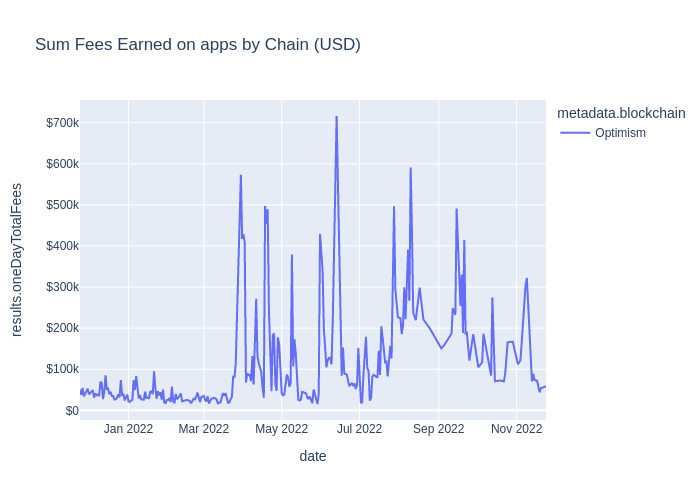 Sum Fees Earned on apps by Chain (USD)
metadata.blockchain
Optimism
$700k
$600k
$500k
$400k
$300k
$200k
$100k
$0
results.oneDayTotalFees
Jan 2022
Mar 2022
May 2022
Jul 2022
Sep 2022
Nov 2022
date